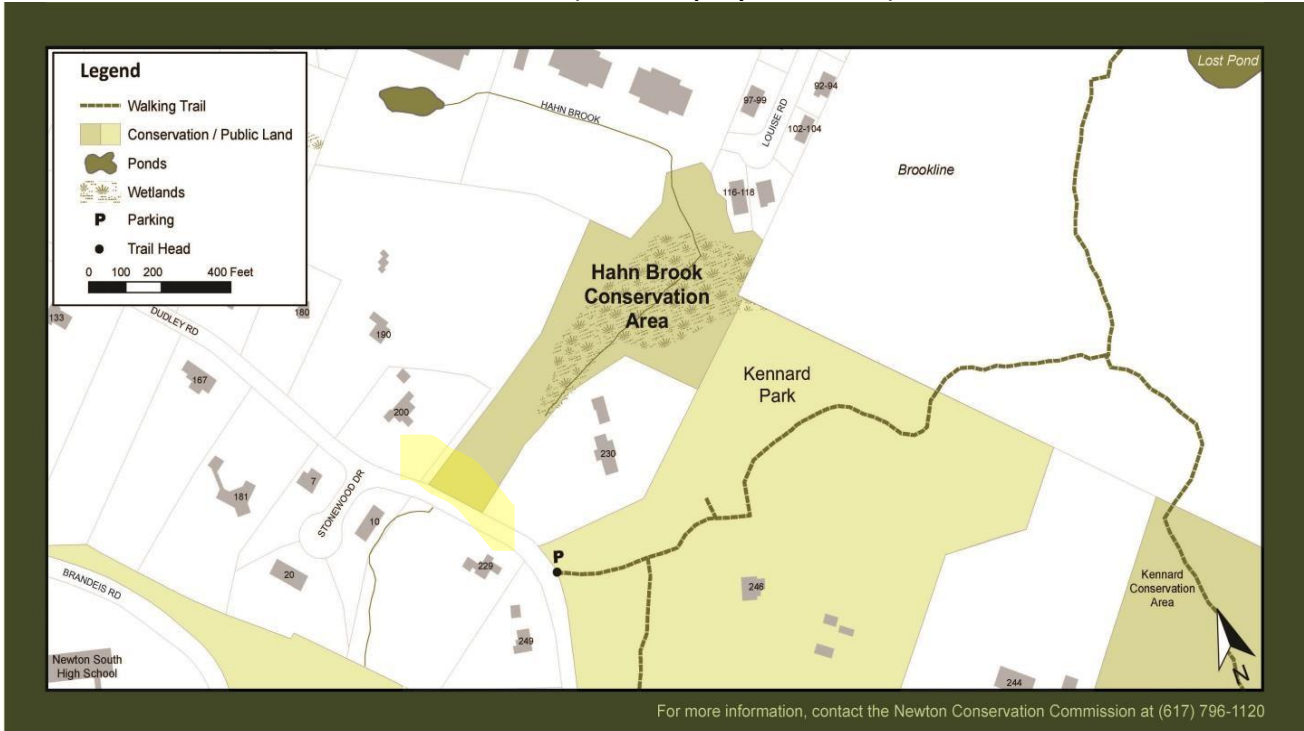 Legend
Walking Trail
Conservation / Public Land
Ponds
Wetlands
P Parking
Trail Head
0 100 200 400 Feet
Lost Pond
HAHN BROOK
97-99
92-94
LOUISE RD
102-104
Brookline
116-118
Hahn Brook
Conservation
Area
133
DUDLEY RD
180
190
167
200
Kennard
Park
230
7
181
STONEWOOD DR
10
20
229
P
BRANDEIS RD
246
Kennard
Conservation
Area
249
Newton South
High School
244
N
For more information, contact the Newton Conservation Commission at (617) 796-1120